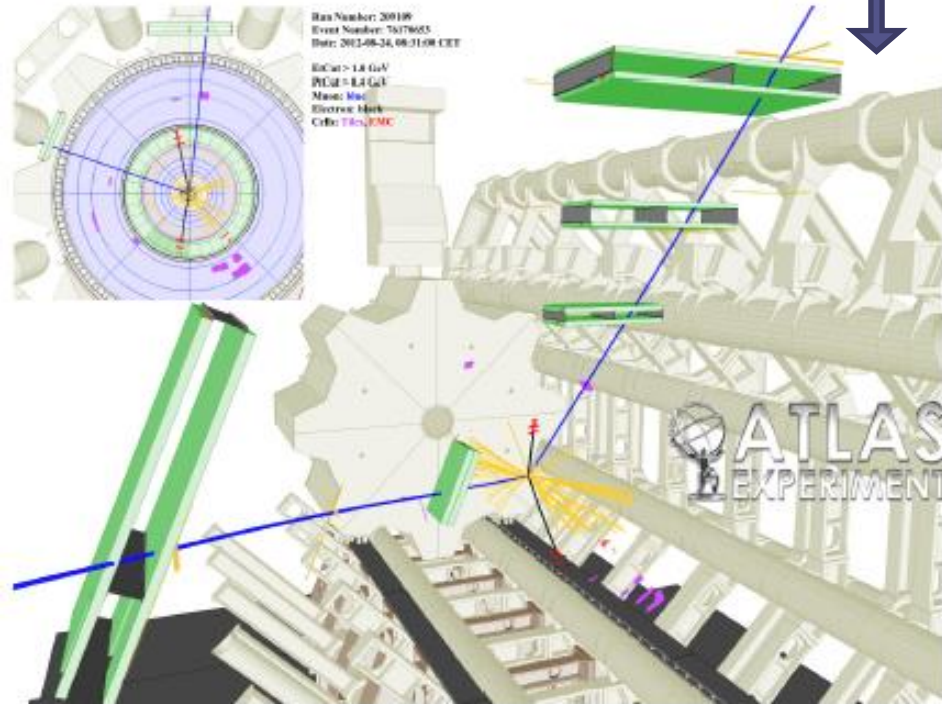 Run Number: 209109
Event Number: 76170653
Date: 2012-08-24, 08:31:00 CET
EtCut > 1.0 GeV
PtCut > 0.4 GeV
Muon: blue
Electron: black
Cells: Tiles, EMC
ATLAS
EXPERIMENT